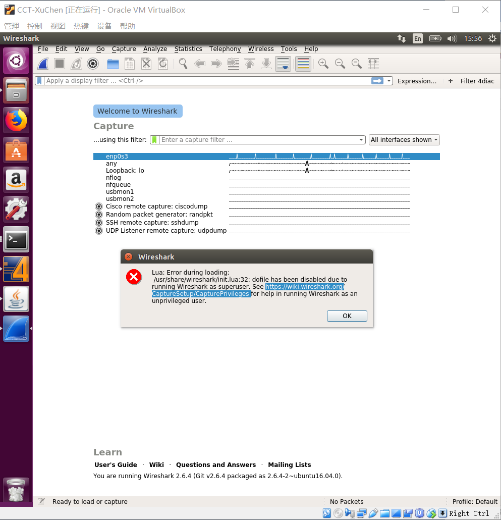 CCT-XuChen [正在运行] - Oracle VM VirtualBox
管理 控制 视图 热键 设备 帮助
Wireshark
En
15:56
File Edit View Go Capture Analyze Statistics Telephony Wireless Tools Help
Apply a display filter ... <Ctrl-/>
Expression...
+
Filter 4diac
Welcome to Wireshark
Capture
...using this filter:
Enter a capture filter ...
All interfaces shown
enp0s3
any
Loopback: lo
nflog
nfqueue
usbmon1
usbmon2
Cisco remote capture: ciscodump
Random packet generator: randpkt
SSH remote capture: sshdump
UDP Listener remote capture: udpdump
Wireshark
Lua: Error during loading:
/usr/share/wireshark/init.lua:32: dofile has been disabled due to
running Wireshark as superuser. See https://wiki.wireshark.org/
CaptureSetup/CapturePrivileges for help in running Wireshark as an
unprivileged user.
OK
Learn
User's Guide · Wiki · Questions and Answers · Mailing Lists
You are running Wireshark 2.6.4 (Git v2.6.4 packaged as 2.6.4-2~ubuntu16.04.0).
Ready to load or capture
No Packets
Profile: Default
Right Ctrl